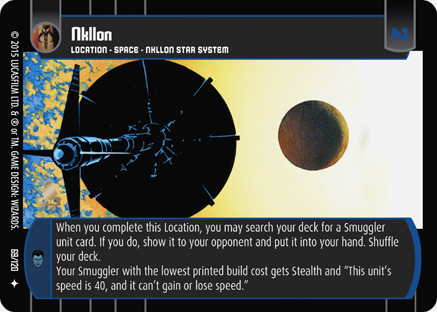 Nkllon
LOCATION - SPACE - NKLLON STAR SYSTEM
When you complete this Location, you may search your deck for a Smuggler
unit card. If you do, show it to your opponent and put it into your hand. Shuffle
your deck.
Your Smuggler with the lowest printed build cost gets Stealth and “This unit's
speed is 40, and it can't gain or lose speed.”
© 2015 LUCASFILM LTD. & ® or TM. GAME DESIGN: WIZARDS.